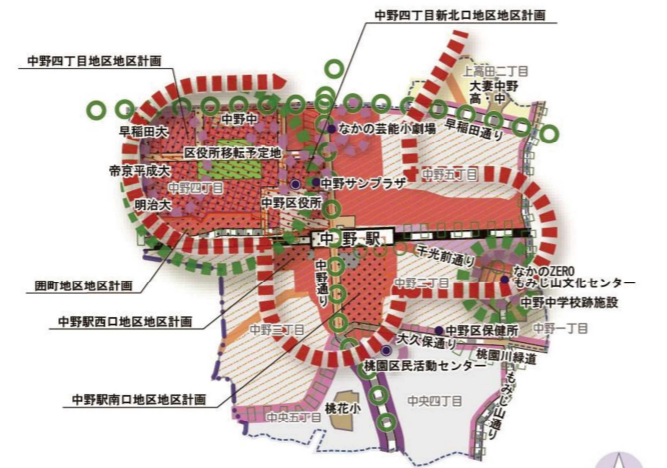 中野四丁目新北口地区地区計画
中野四丁目地区地区計画
上高田二丁目
大妻中野
高・中
中野中
早稲田大
なかの芸能小劇場
早稲田通り
区役所移転予定地
帝京平成大
中野四丁目
中野サンプラザ
中野五丁目
明治大
中野区役所
中野駅
囲町地区地区計画
千光前通り
中野通り
中野二丁目
なかのZERO
もみじ山文化センター
中野中学校跡施設
中野駅西口地区地区計画
中野三丁目
中野区保健所
中野一丁目
大久保通り
桃園川緑道
桃園区民活動センター
もみじ山通り
中野駅南口地区地区計画
桃花小
中央五丁目
中央四丁目